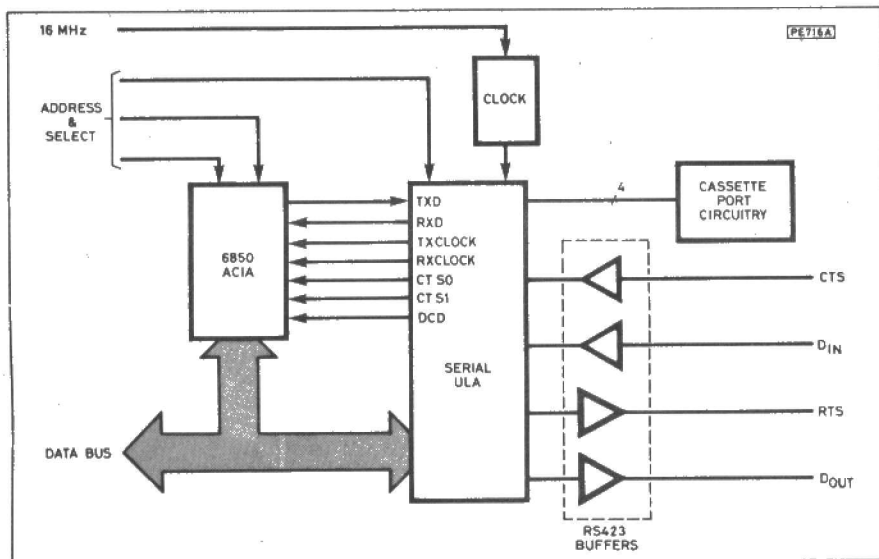 16 MHz
PE716A
CLOCK
ADDRESS
&
SELECT
4
CASSETTE
PORT
CIRCUITRY
6850
ACIA
TXD
RXD
TXCLOCK
RXCLOCK
CTS0
CTS1
DCD
SERIAL
ULA
CTS
DIN
RTS
DOUT
DATA BUS
RS423
BUFFERS